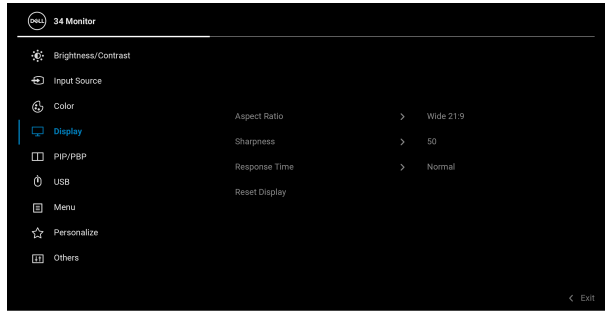 DELL 34 Monitor
Brightness/Contrast
Input Source
Color
Display
PIP/PBP
USB
Menu
Personalize
Others
Aspect Ratio > Wide 21:9
Sharpness > 50
Response Time > Normal
Reset Display
< Exit